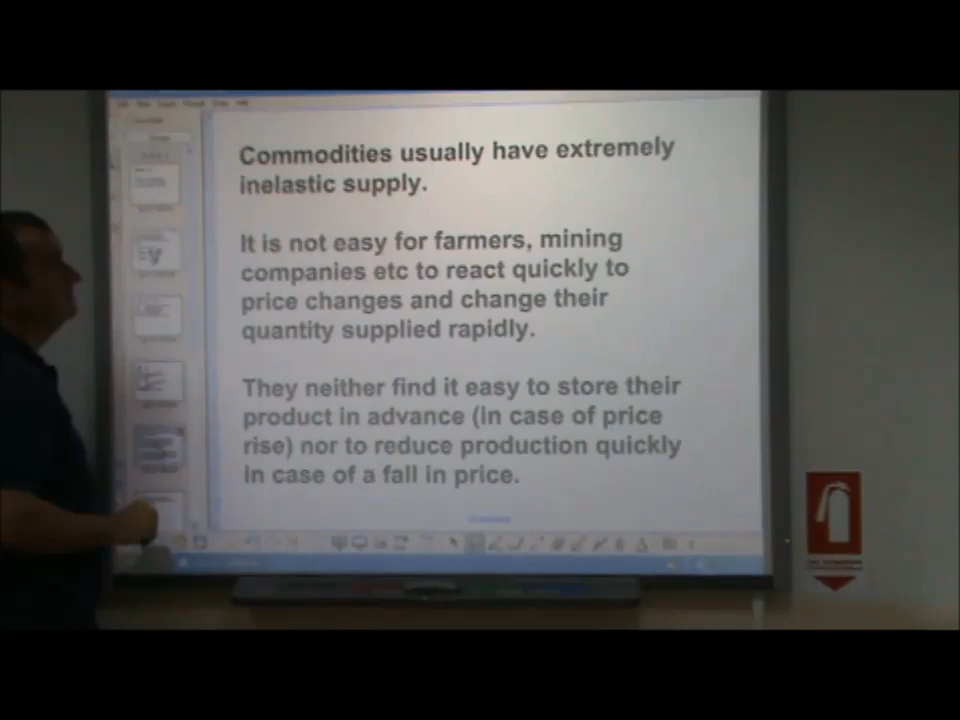 Commodities usually have extremely
inelastic supply.
It is not easy for farmers, mining
companies etc to react quickly to
price changes and change their
quantity supplied rapidly.
They neither find it easy to store their
product in advance (in case of price
rise) nor to reduce production quickly
in case of a fall in price.